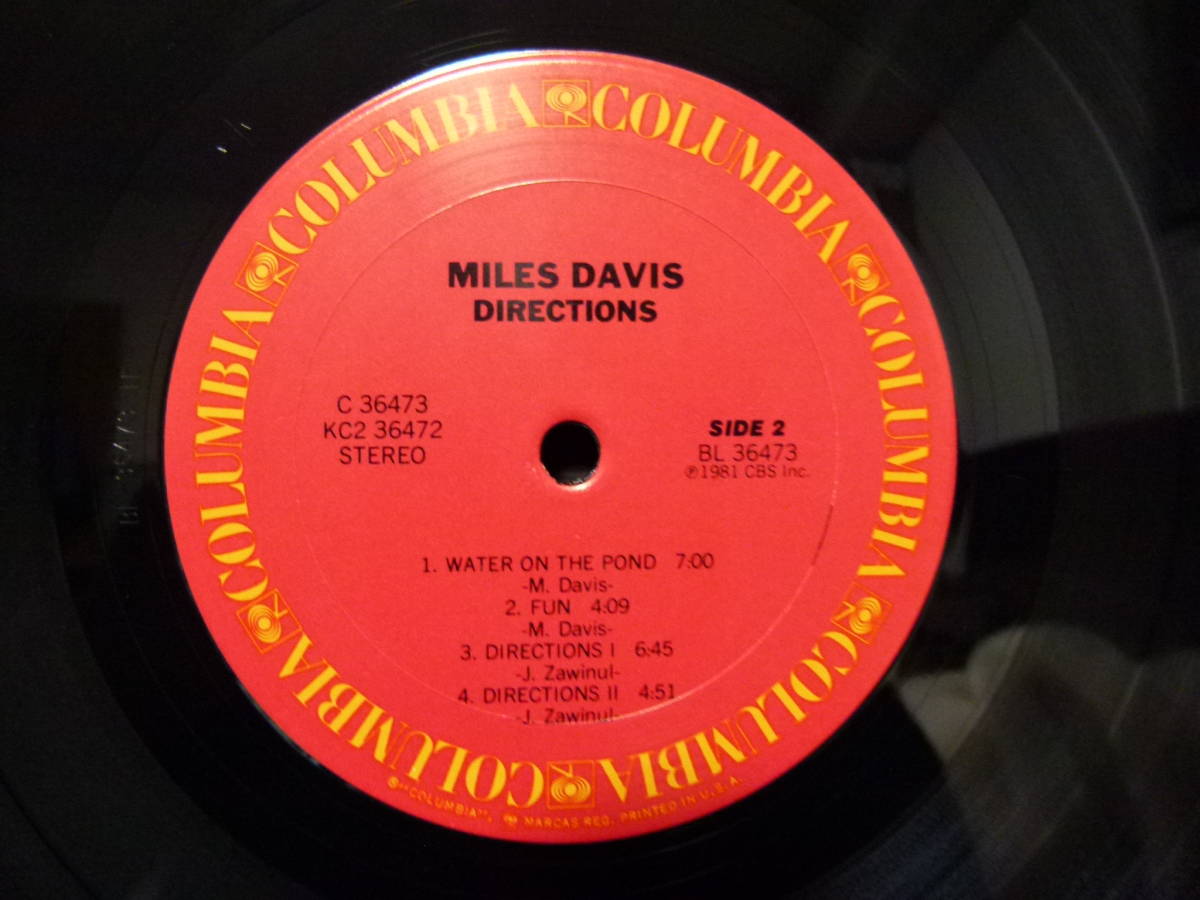 COLUMBIA COLUMBIA COLUMBIA COLUMBIA COLUMBIA COLUMBIA
MILES DAVIS
DIRECTIONS
C 36473
KC2 36472
STEREO
SIDE 2
BL 36473
℗1981 CBS Inc.
1. WATER ON THE POND 7:00
-M. Davis-
2. FUN 4:09
-M. Davis-
3. DIRECTIONS I 6:45
-J. Zawinul-
4. DIRECTIONS II 4:51
-J. Zawinul-
"COLUMBIA", MARCAS REG. PRINTED IN U.S.A.